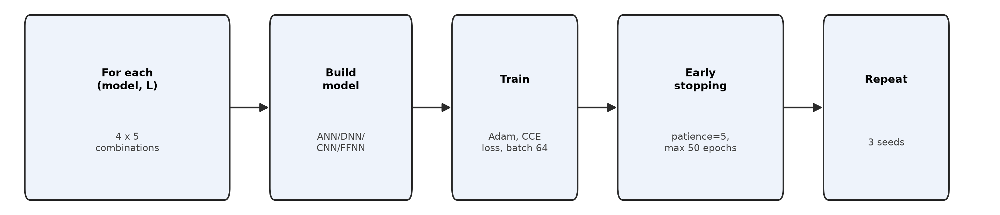 For each
(model, L)
4 x 5
combinations
Build
model
ANN/DNN/
CNN/FFNN
Train
Adam, CCE
loss, batch 64
Early
stopping
patience=5,
max 50 epochs
Repeat
3 seeds